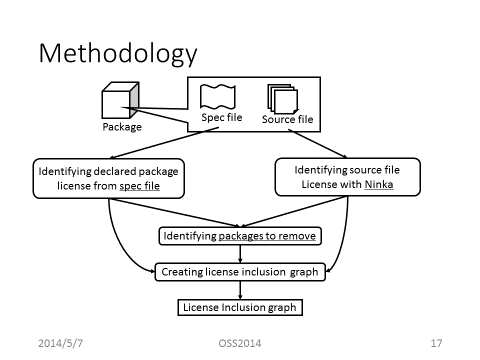 Methodology
Package
Spec file
Source file
Identifying declared package
license from spec file
Identifying source file
License with Ninka
Identifying packages to remove
Creating license inclusion graph
License Inclusion graph
2014/5/7
OSS2014
17